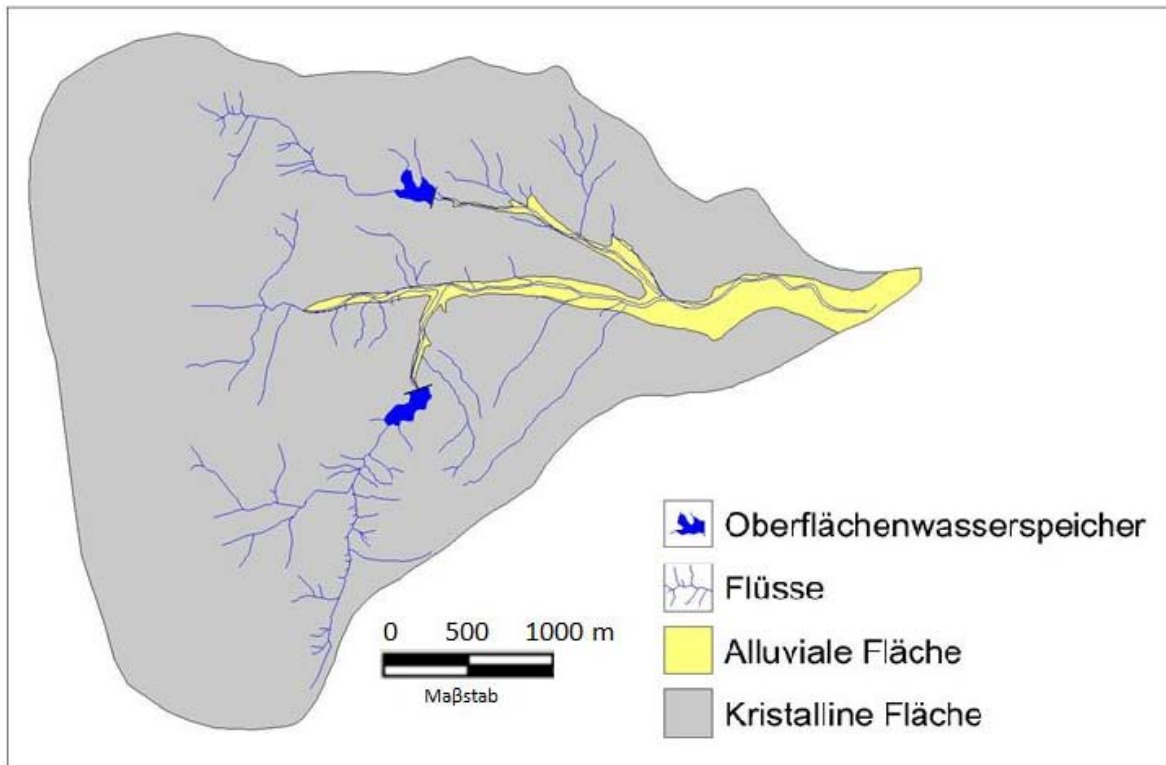 Oberflächenwasserspeicher
Flüsse
Alluviale Fläche
Kristalline Fläche
0 500 1000 m
Maβstab